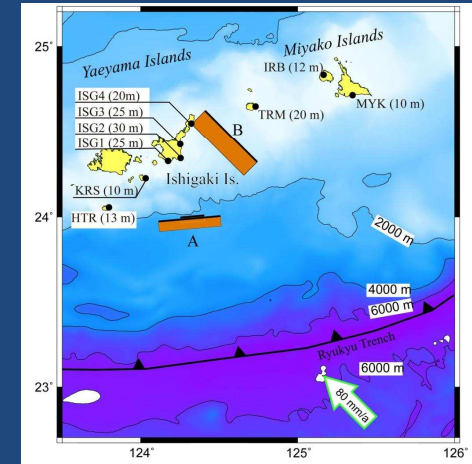 25°
Miyako Islands
Yaeyama Islands
IRB (12 m)
ISG4 (20m)
ISG3 (25 m)
ISG2 (30 m)
ISG1 (25 m)
TRM (20 m)
MYK (10 m)
B
Ishigaki Is.
KRS (10 m)
HTR (13 m)
24°
A
2000 m
4000 m
6000 m
Ryukyu Trench
6000 m
23°
80 mm/a
124°
125°
126°